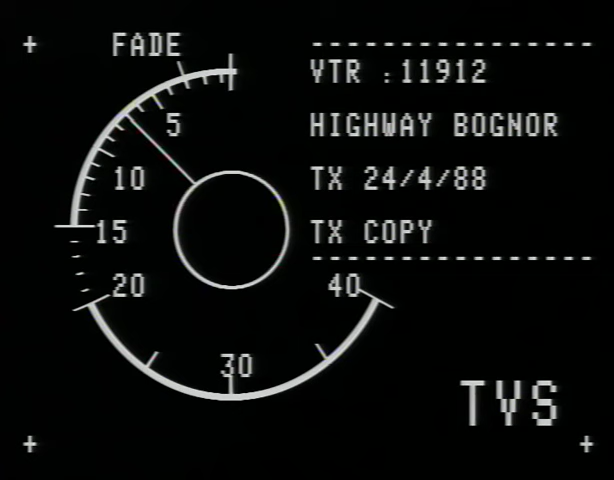 FADE
5
10
15
20
30
40
VTR :11912
HIGHWAY BOGNOR
TX 24/4/88
TX COPY
TVS